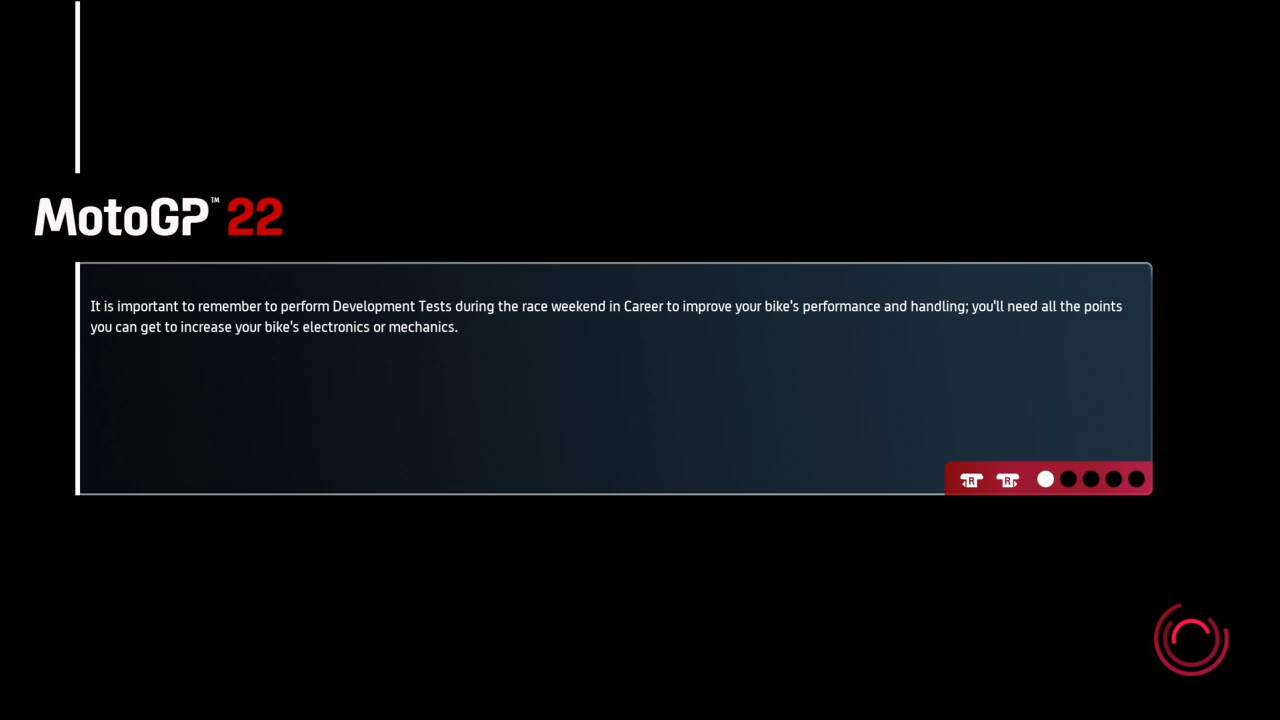 MotoGP™ 22
It is important to remember to perform Development Tests during the race weekend in Career to improve your bike's performance and handling; you'll need all the points
you can get to increase your bike's electronics or mechanics.
R R